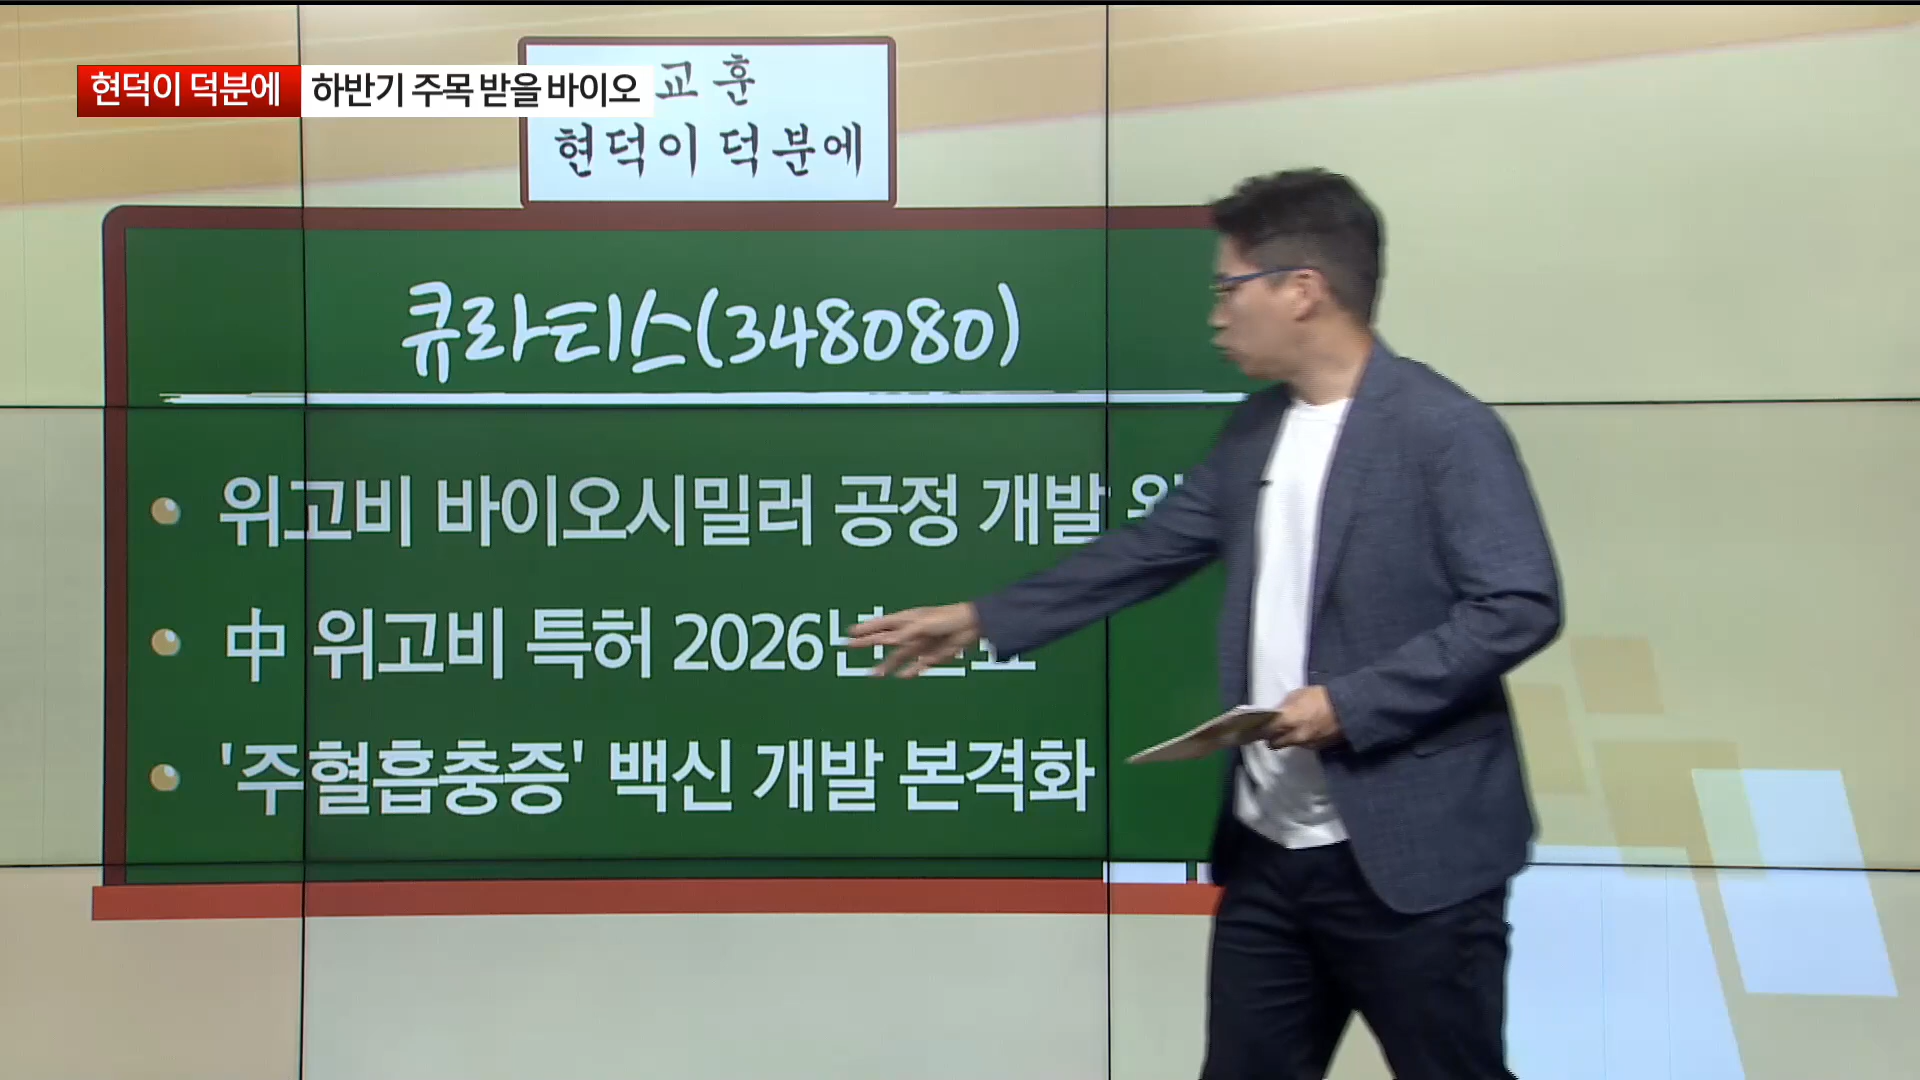 현덕이 덕분에 하반기 주목 받을 바이오
교훈
현덕이 덕분에
큐라티스(348080)
위고비 바이오시밀러 공정 개발
中 위고비 특허 2026년
'주혈흡충증' 백신 개발 본격화